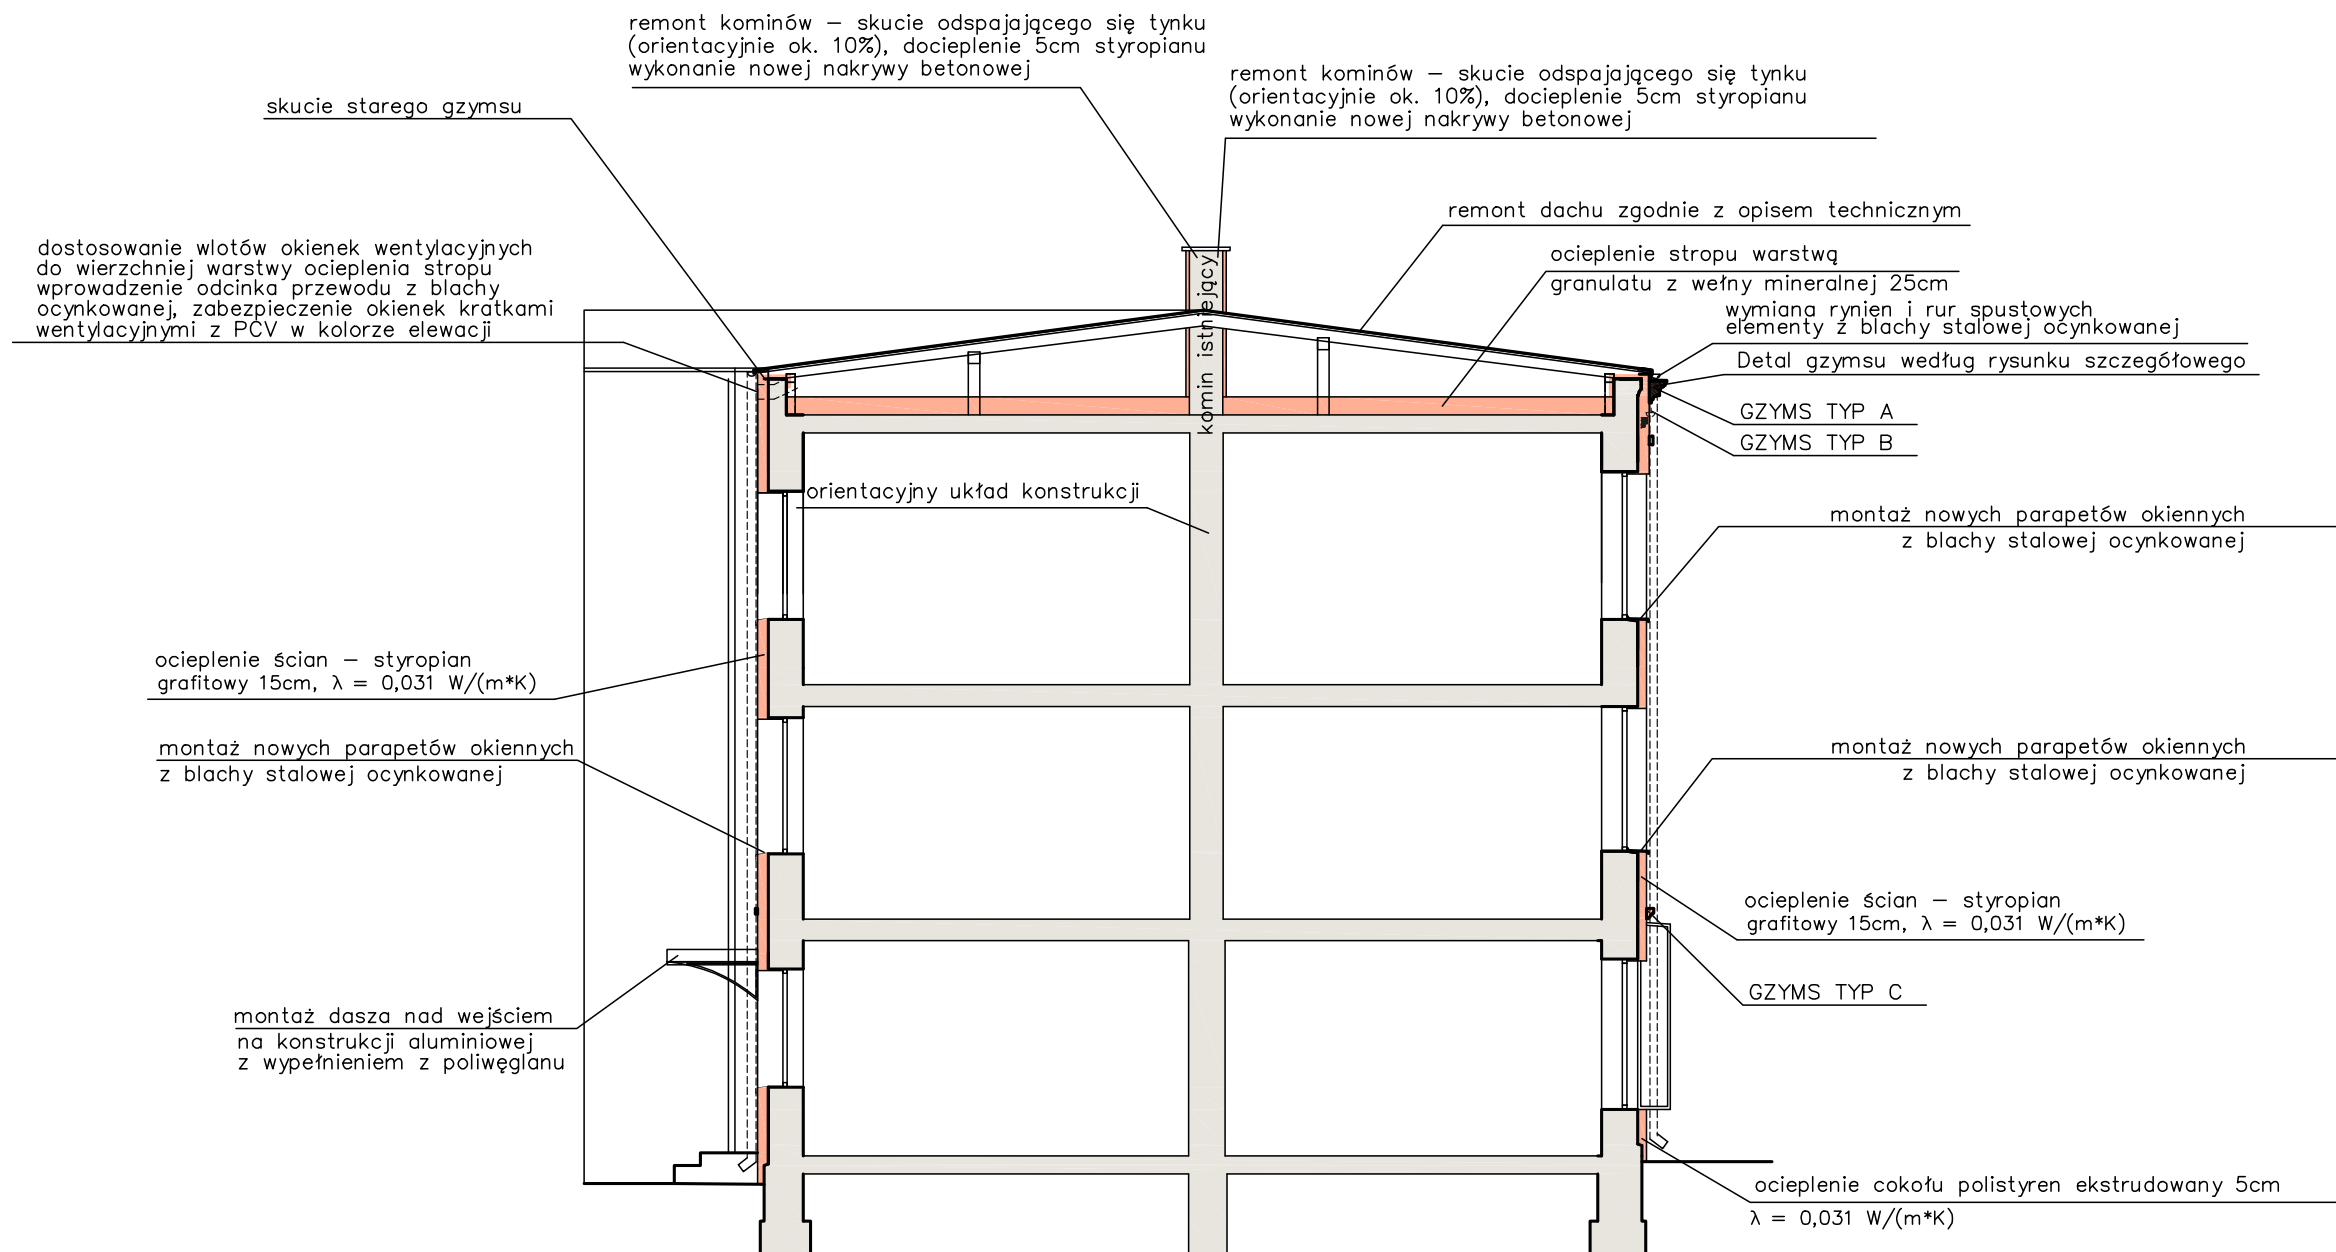 remont kominów – skucie odspajającego się tynku
(orientacyjnie ok. 10%), docieplenie 5cm styropianu
wykonanie nowej nakrywy betonowej
remont kominów – skucie odspajającego się tynku
(orientacyjnie ok. 10%), docieplenie 5cm styropianu
wykonanie nowej nakrywy betonowej
skucie starego gzymsu
remont dachu zgodnie z opisem technicznym
dostosowanie wlotów okienek wentylacyjnych
do wierzchniej warstwy ocieplenia stropu
wprowadzenie odcinka przewodu z blachy
ocynkowanej, zabezpieczenie okienek kratkami
wentylacyjnymi z PCV w kolorze elewacji
ocieplenie stropu warstwą
granulatu z wełny mineralnej 25cm
wymiana rynien i rur spustowych
elementy z blachy stalowej ocynkowanej
Detal gzymsu według rysunku szczegółowego
komin istniejący
GZYMS TYP A
GZYMS TYP B
orientacyjny układ konstrukcji
montaż nowych parapetów okiennych
z blachy stalowej ocynkowanej
ocieplenie ścian – styropian
grafitowy 15cm, λ = 0,031 W/(m*K)
montaż nowych parapetów okiennych
z blachy stalowej ocynkowanej
montaż nowych parapetów okiennych
z blachy stalowej ocynkowanej
ocieplenie ścian – styropian
grafitowy 15cm, λ = 0,031 W/(m*K)
GZYMS TYP C
montaż dasza nad wejściem
na konstrukcji aluminiowej
z wypełnieniem z poliwęglanu
ocieplenie cokołu polistyren ekstrudowany 5cm
λ = 0,031 W/(m*K)